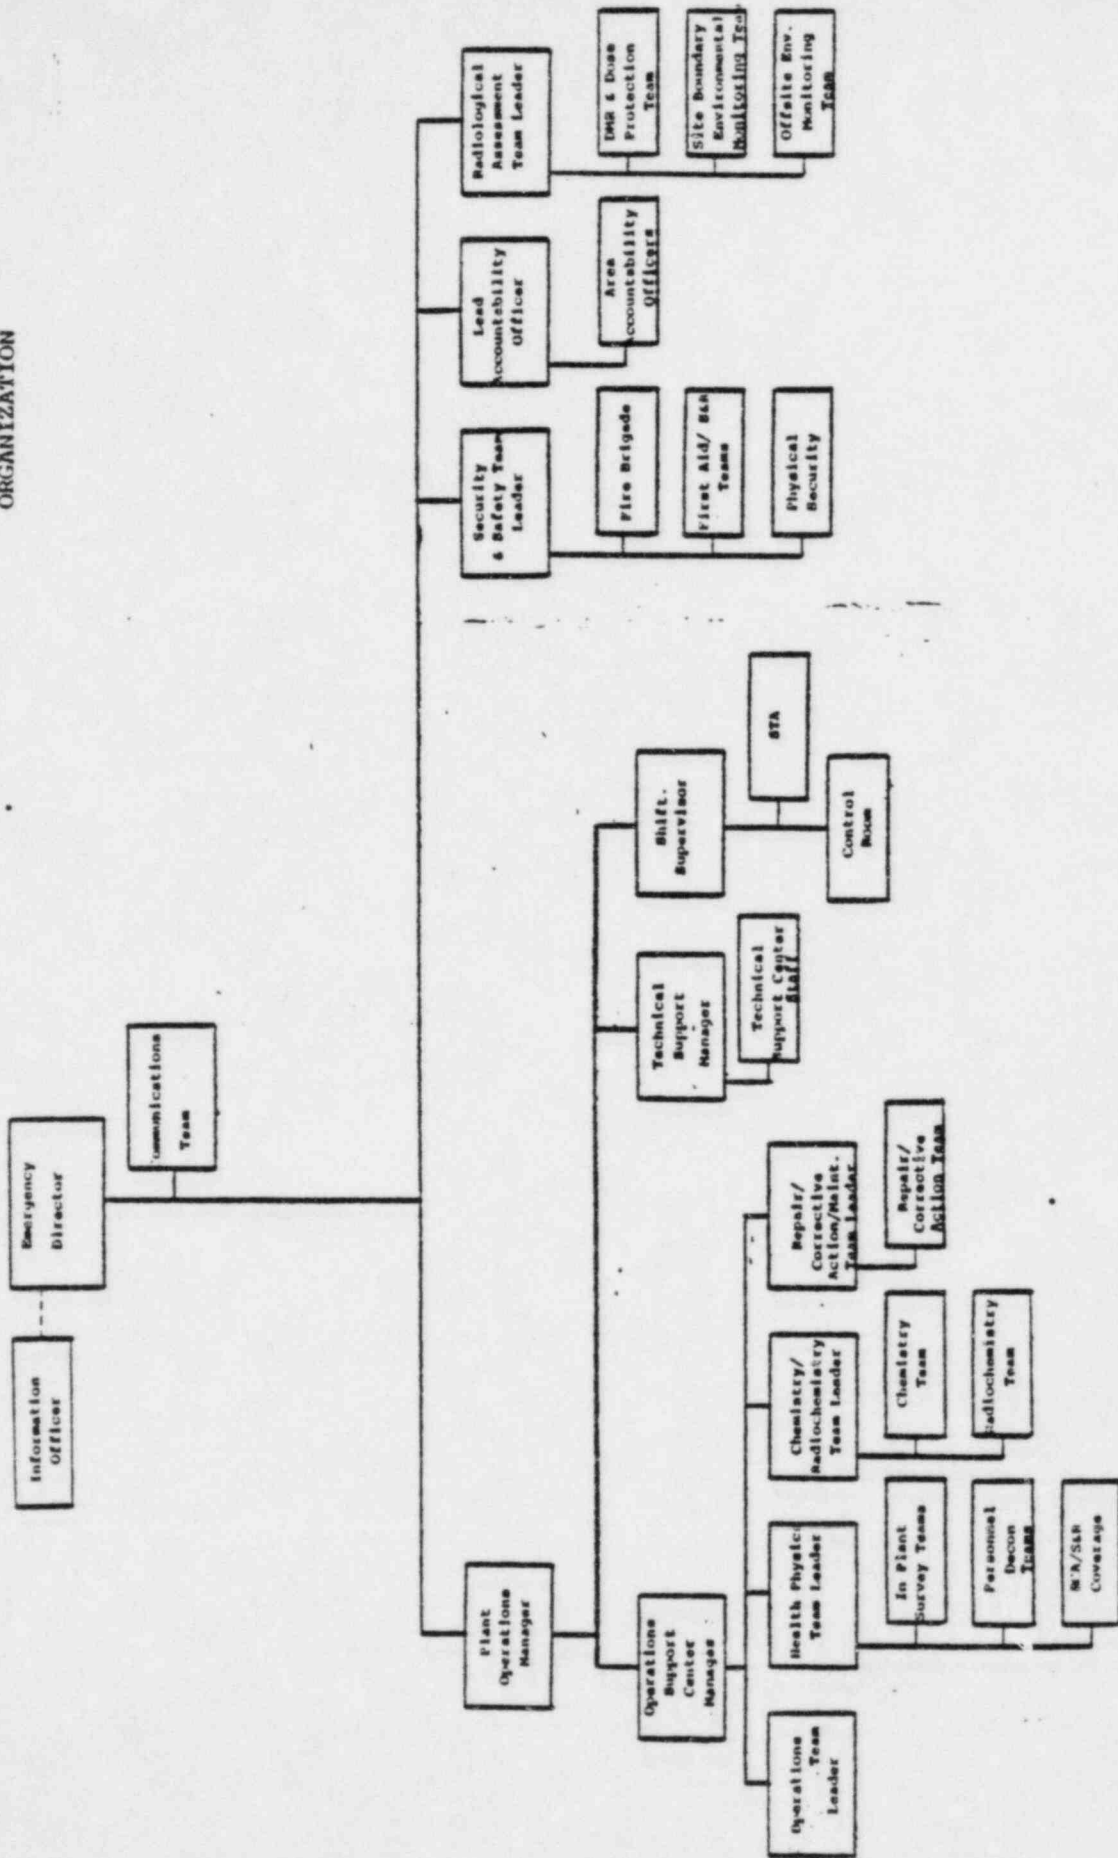 ORGANIZATION
Information
Officer
Emergency
Director
Communications
Team
Plant
Operations
Manager
Security
& Safety Team
Leader
Lead
Accountability
Officer
Radiological
Assessment
Team Leader
Fire Brigade
First Aid/ S&R
Teams
Physical
Security
Area
Accountability
Officers
Protection
Team
Site Boundary
Environmental
Monitoring Team
Offsite Env.
Monitoring
Team
Operations
Support
Center
Manager
Technical
Support
Manager
Shift.
Supervisor
Technical
Support Center
Staff
STA
Control
Room
Operations
Team
Leader
Health Physics
Team Leader
Chemistry/
Radiochemistry
Team Leader
Repair/
Corrective
Action/Maint.
Team Leader
In Plant
Survey Teams
Personnel
Decon
Teams
Coverage
Chemistry
Team
Radiochemistry
Team
Repair/
Corrective
Action Team